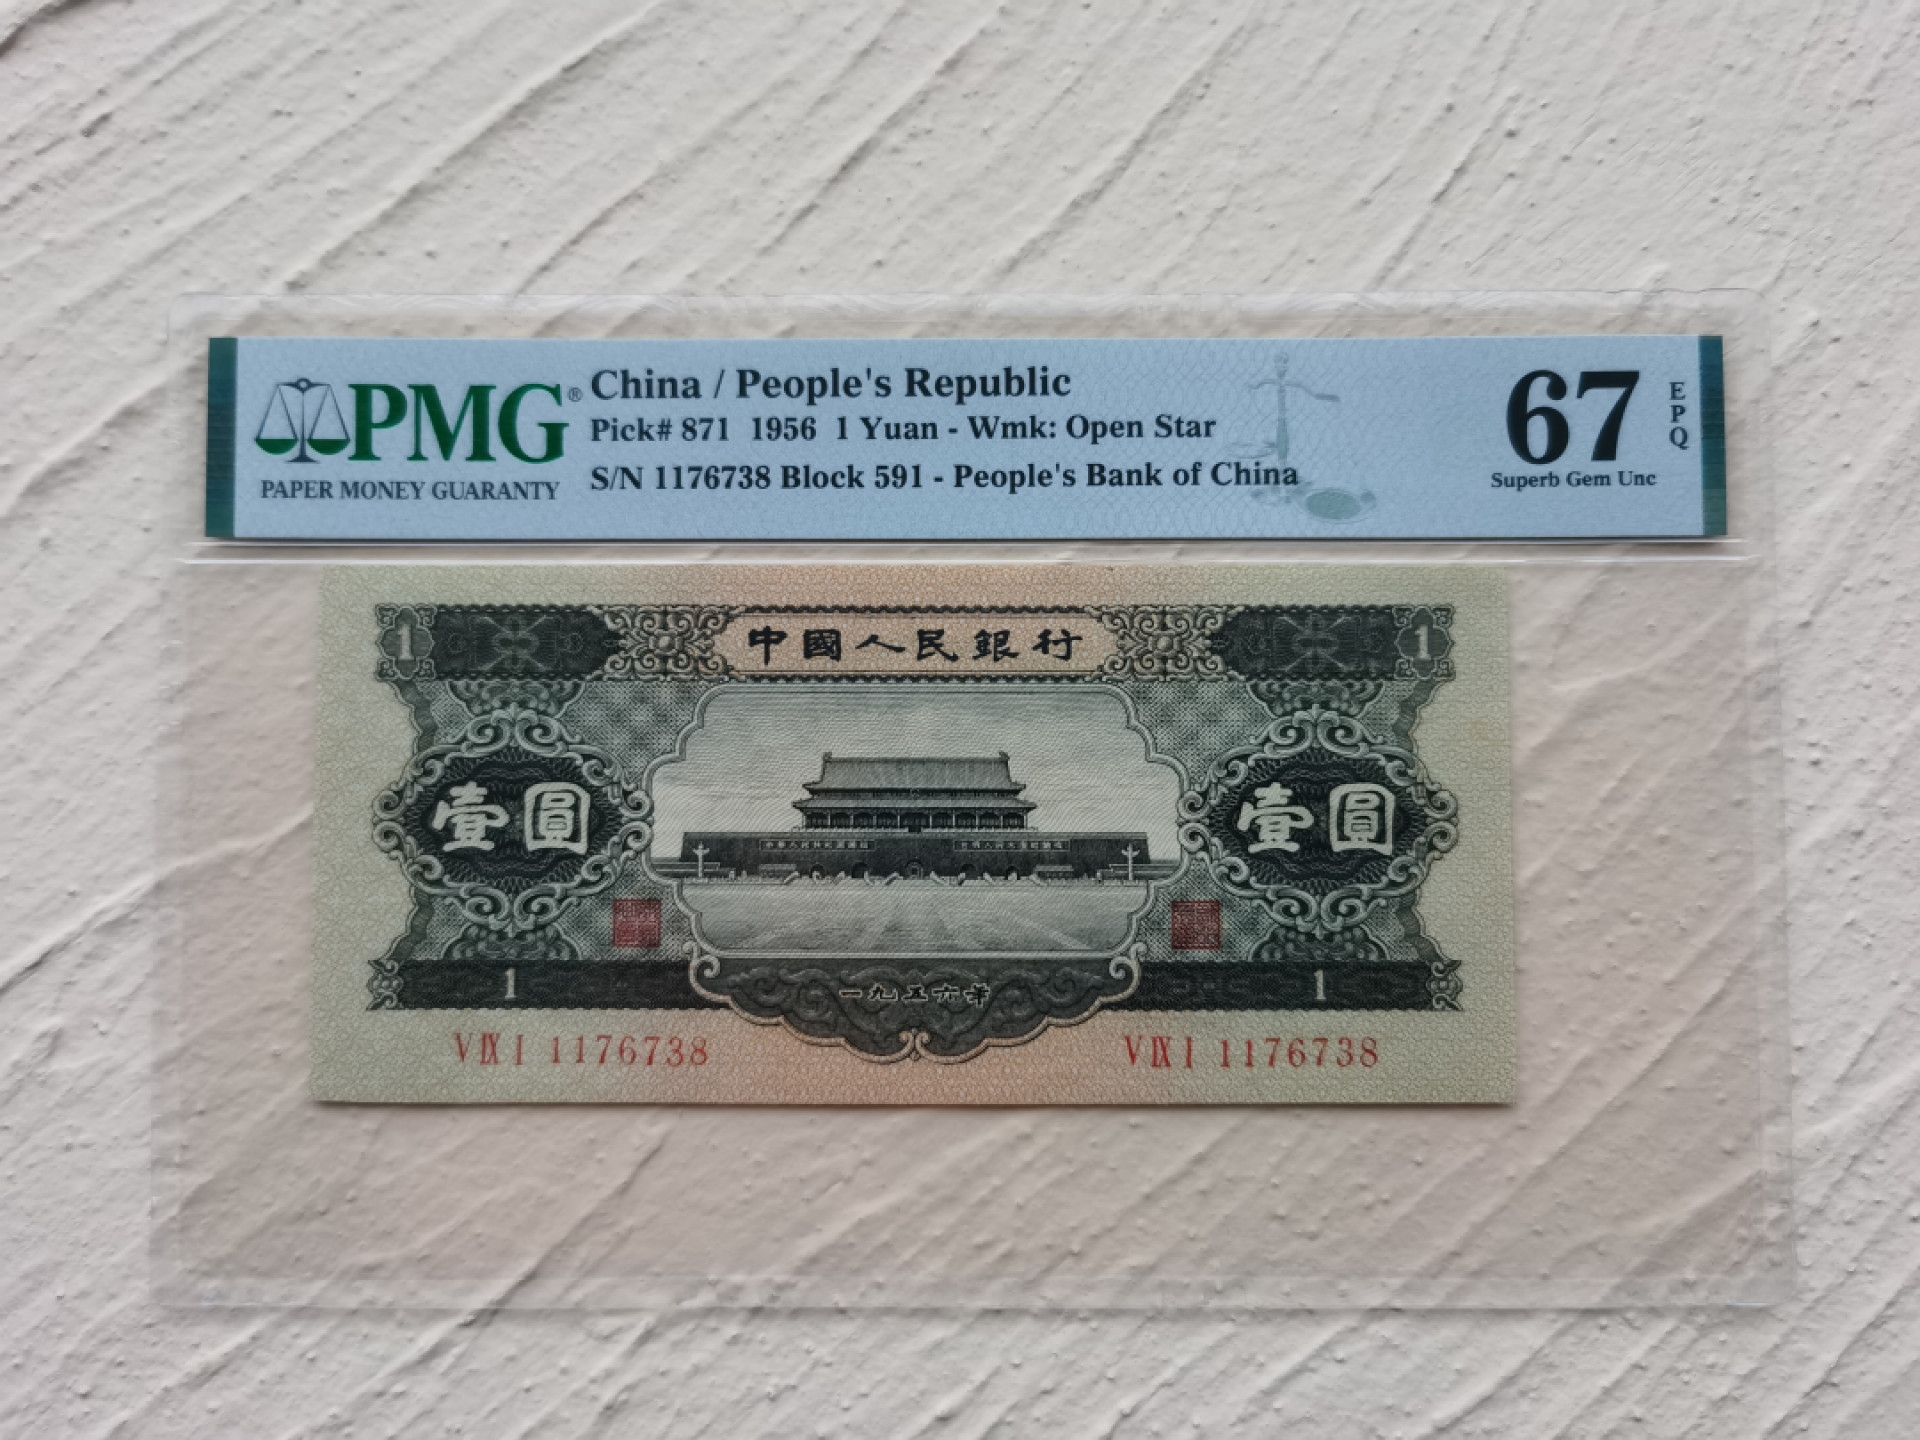 PMG®
PAPER MONEY GUARANTY
China / People's Republic
Pick# 871 1956 1 Yuan - Wmk: Open Star
S/N 1176738 Block 591 - People's Bank of China
67
EPQ
Superb Gem Unc
1 中國人民銀行 1
壹圓 壹圓
1 一九五六年 1
VⅨI 1176738 VⅨI 1176738